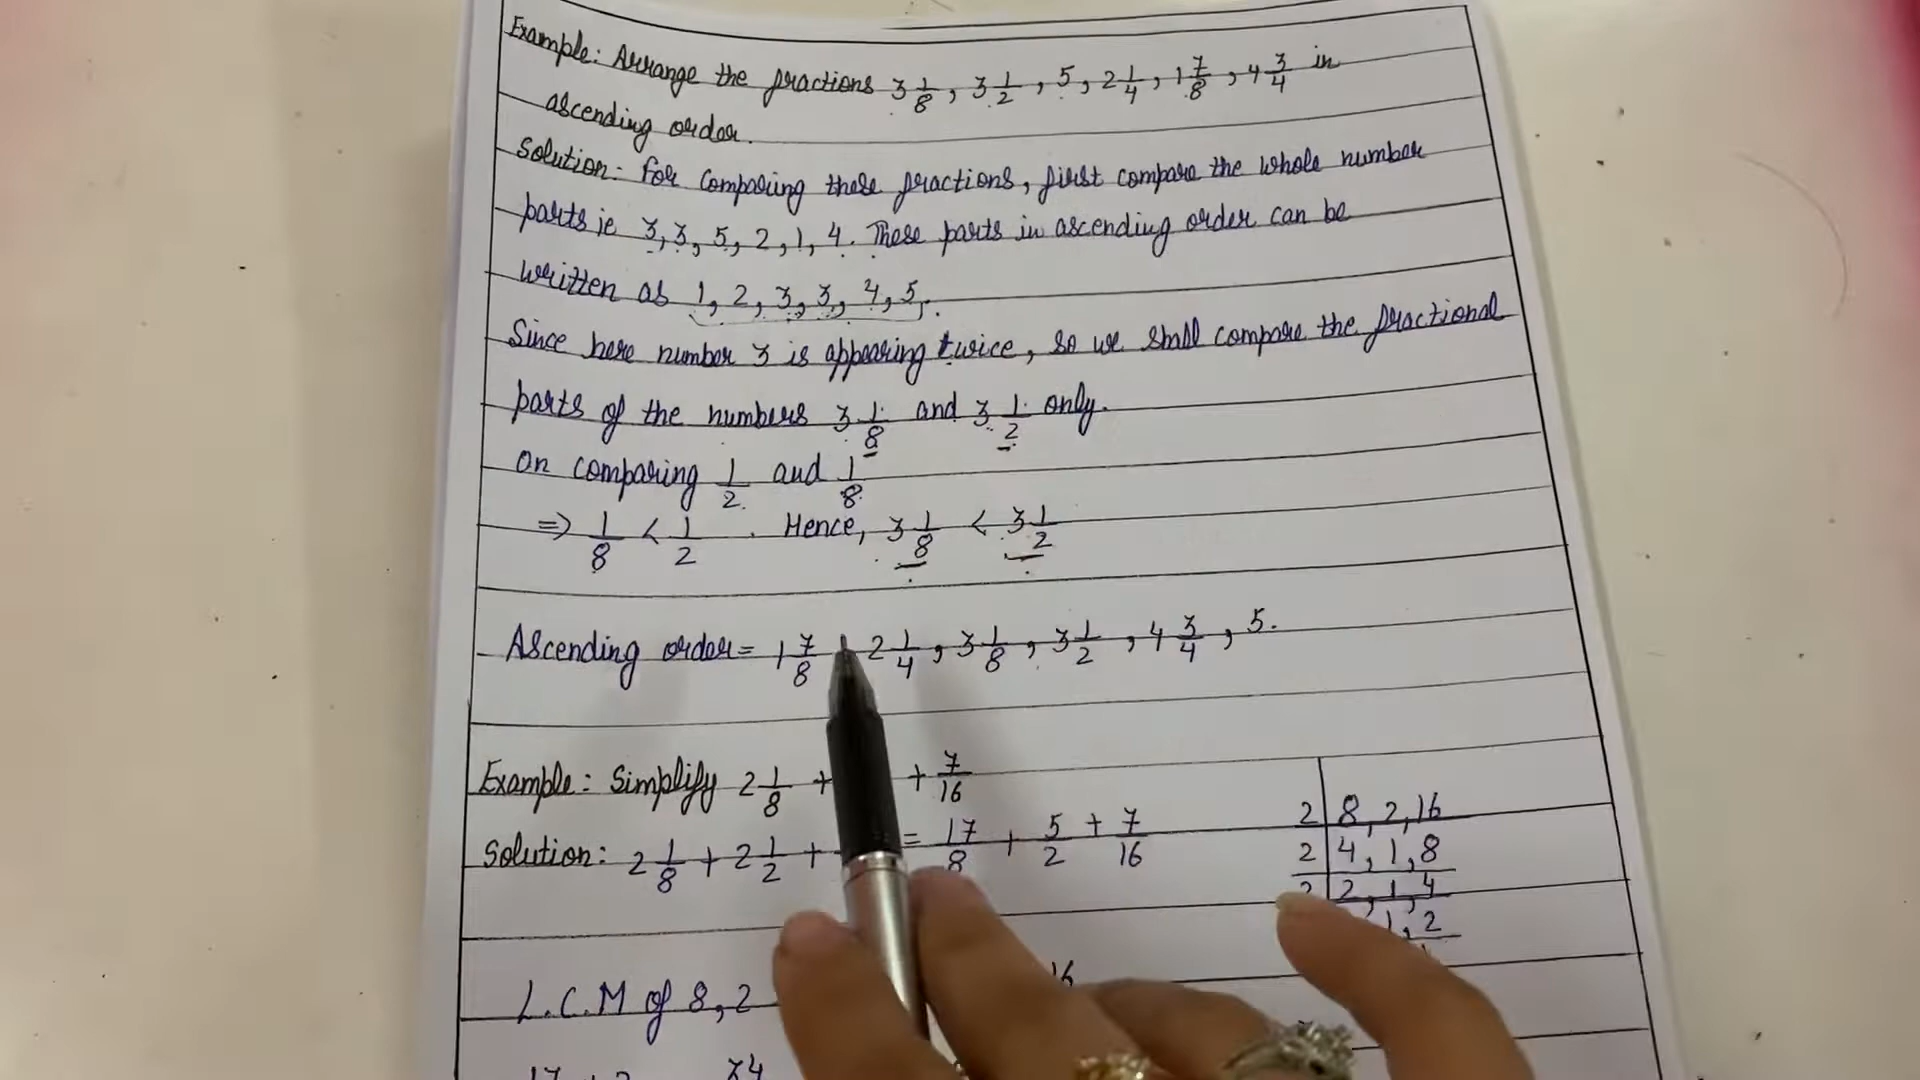 Example: Arrange the fractions 3 1/8, 3 1/2, 5, 2 1/4, 1 7/8, 4 3/4 in
ascending order.
Solution: For Comparing these fractions, first compare the whole number
parts ie 3, 3, 5, 2, 1, 4. These parts in ascending order can be
written as 1, 2, 3, 3, 4, 5.
Since here number 3 is appearing twice, so we shall compare the fractional
parts of the numbers 3 1/8 and 3 1/2 only.
On comparing 1/2 and 1/8
⇒ 1/8 < 1/2 . Hence, 3 1/8 < 3 1/2
Ascending order = 1 7/8 2 1/4, 3 1/8, 3 1/2, 4 3/4, 5.
Example: Simplify 2 1/8 + + 7/16
Solution: 2 1/8 + 2 1/2 + = 17/8 + 5/2 + 7/16
2 | 8, 2, 16
2 | 4, 1, 8
2 | 2, 1, 4
1, 2
L.C.M of 8, 2 16